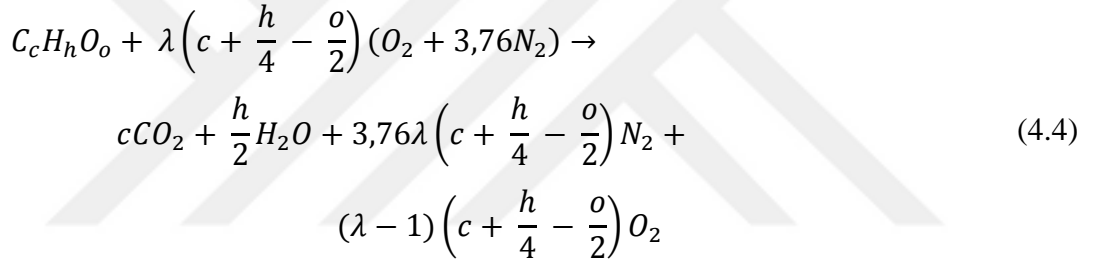 C_cH_hO_o + λ(c + h/4 − o/2)(O_2 + 3,76N_2) →
cCO_2 + h/2 H_2O + 3,76λ(c + h/4 − o/2)N_2 + (4.4)
(λ − 1)(c + h/4 − o/2)O_2